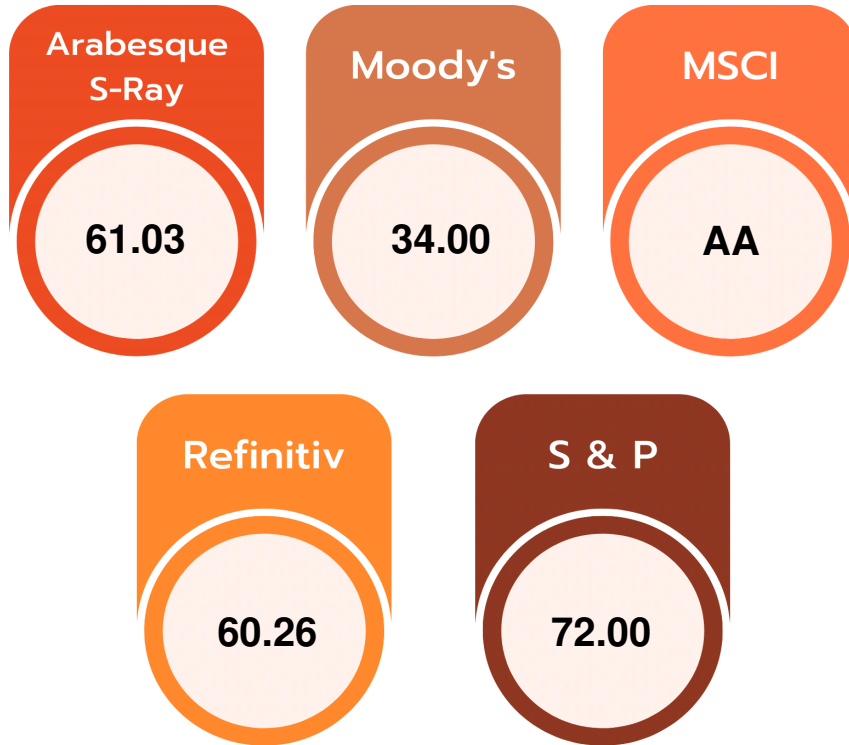 Arabesque
S-Ray
61.03
Moody's
34.00
MSCI
AA
Refinitiv
60.26
S & P
72.00